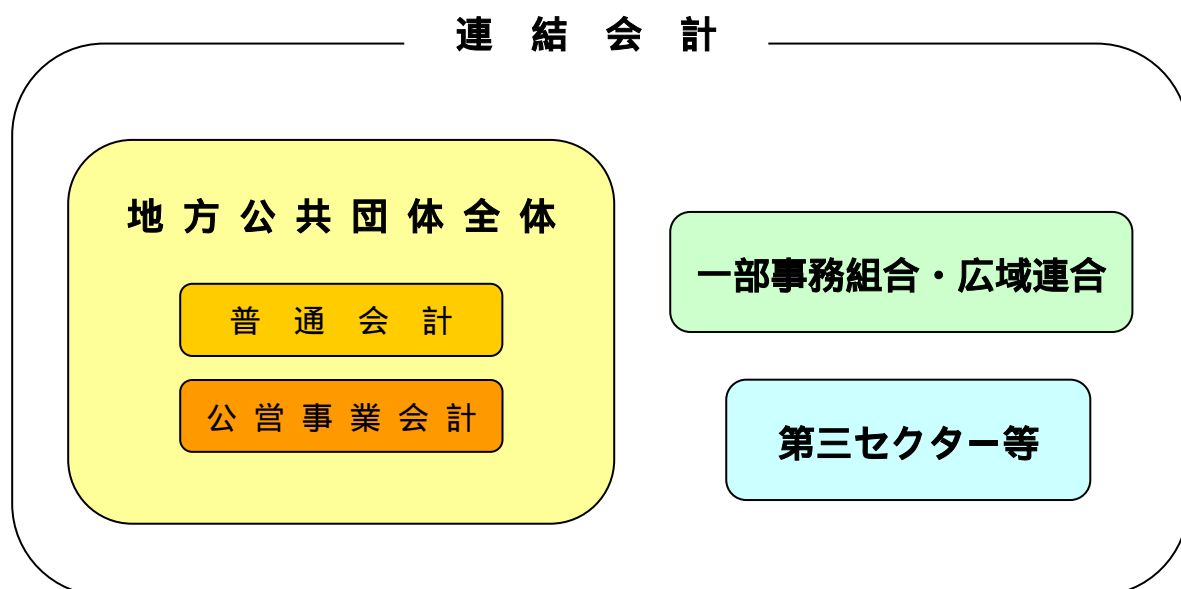 連結会計
地方公共団体全体
普通会計
公営事業会計
一部事務組合・広域連合
第三セクター等